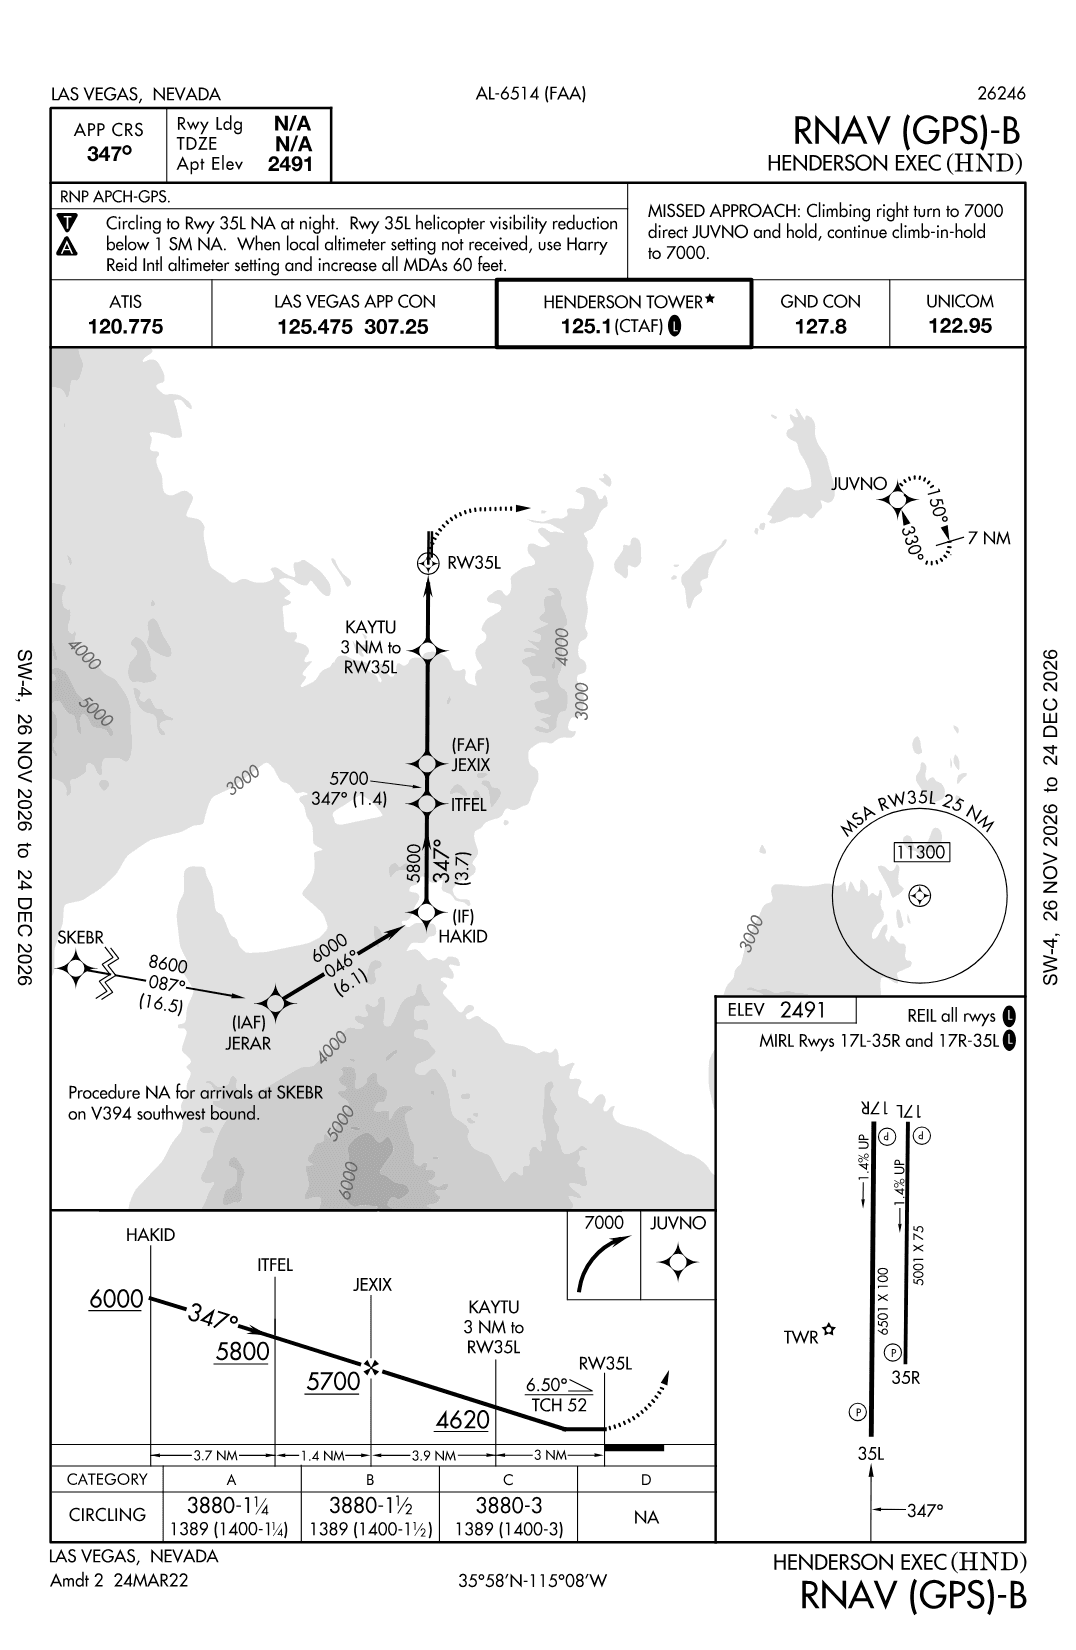 LAS VEGAS, NEVADA
AL-6514 (FAA)
26246
APP CRS
347°
Rwy Ldg N/A
TDZE N/A
Apt Elev 2491
RNAV (GPS)-B
HENDERSON EXEC (HND)
RNP APCH-GPS.
T
A
Circling to Rwy 35L NA at night. Rwy 35L helicopter visibility reduction
below 1 SM NA. When local altimeter setting not received, use Harry
Reid Intl altimeter setting and increase all MDAs 60 feet.
MISSED APPROACH: Climbing right turn to 7000
direct JUVNO and hold, continue climb-in-hold
to 7000.
ATIS
120.775
LAS VEGAS APP CON
125.475 307.25
HENDERSON TOWER★
125.1 (CTAF) L
GND CON
127.8
UNICOM
122.95
JUVNO
150°
330°
7 NM
RW35L
KAYTU
3 NM to
RW35L
4000
5000
4000
3000
3000
(FAF)
JEXIX
5700
347° (1.4)
ITFEL
5800
347°
(3.7)
(IF)
HAKID
SKEBR
8600
087°
(16.5)
6000
046°
(6.1)
(IAF)
JERAR
4000
5000
6000
3000
MSA RW35L 25 NM
11300
Procedure NA for arrivals at SKEBR
on V394 southwest bound.
SW-4, 26 NOV 2026 to 24 DEC 2026
SW-4, 26 NOV 2026 to 24 DEC 2026
ELEV 2491
REIL all rwys L
MIRL Rwys 17L-35R and 17R-35L L
17R
17L
P
P
1.4% UP
1.4% UP
5001 X 75
6501 X 100
TWR
P
35R
P
35L
347°
HAKID
ITFEL
JEXIX
KAYTU
3 NM to
RW35L
RW35L
7000
JUVNO
6000
347°
5800
5700
4620
6.50°
TCH 52
3.7 NM
1.4 NM
3.9 NM
3 NM
CATEGORY A B C D
CIRCLING
3880-1¼
1389 (1400-1¼)
3880-1½
1389 (1400-1½)
3880-3
1389 (1400-3)
NA
LAS VEGAS, NEVADA
Amdt 2 24MAR22
35°58'N-115°08'W
HENDERSON EXEC (HND)
RNAV (GPS)-B